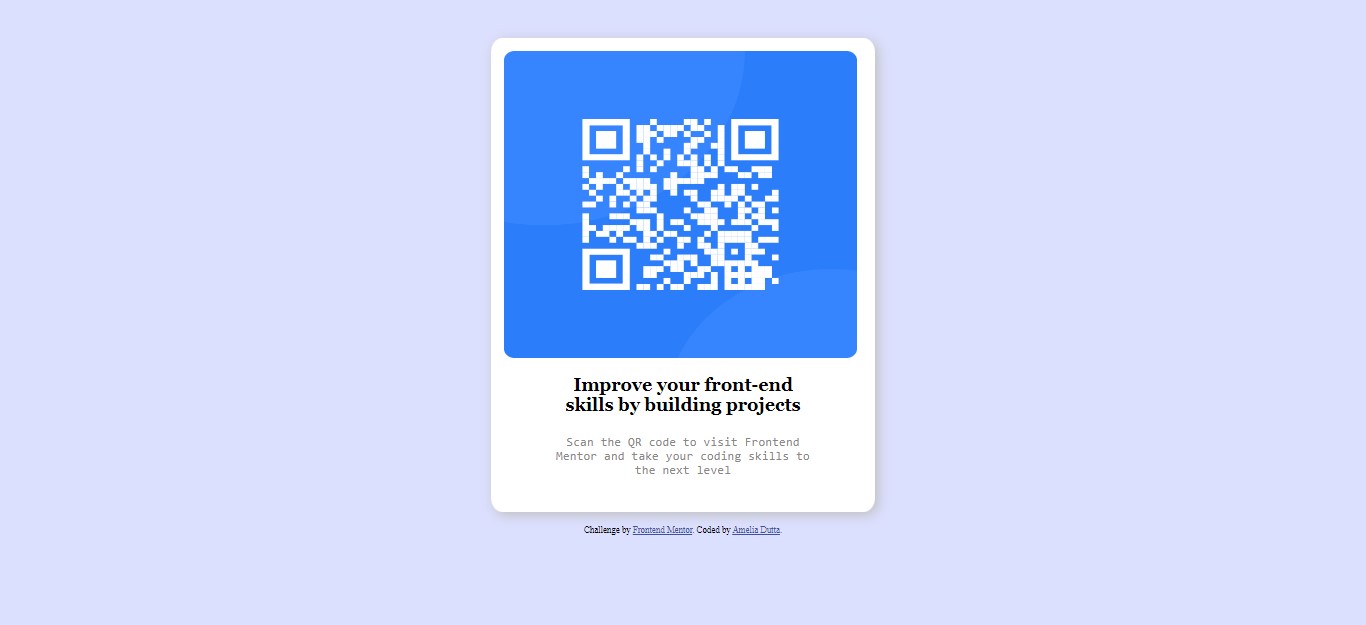 Improve your front-end
skills by building projects
Scan the QR code to visit Frontend
Mentor and take your coding skills to
the next level
Challenge by Frontend Mentor. Coded by Amelia Dutta.